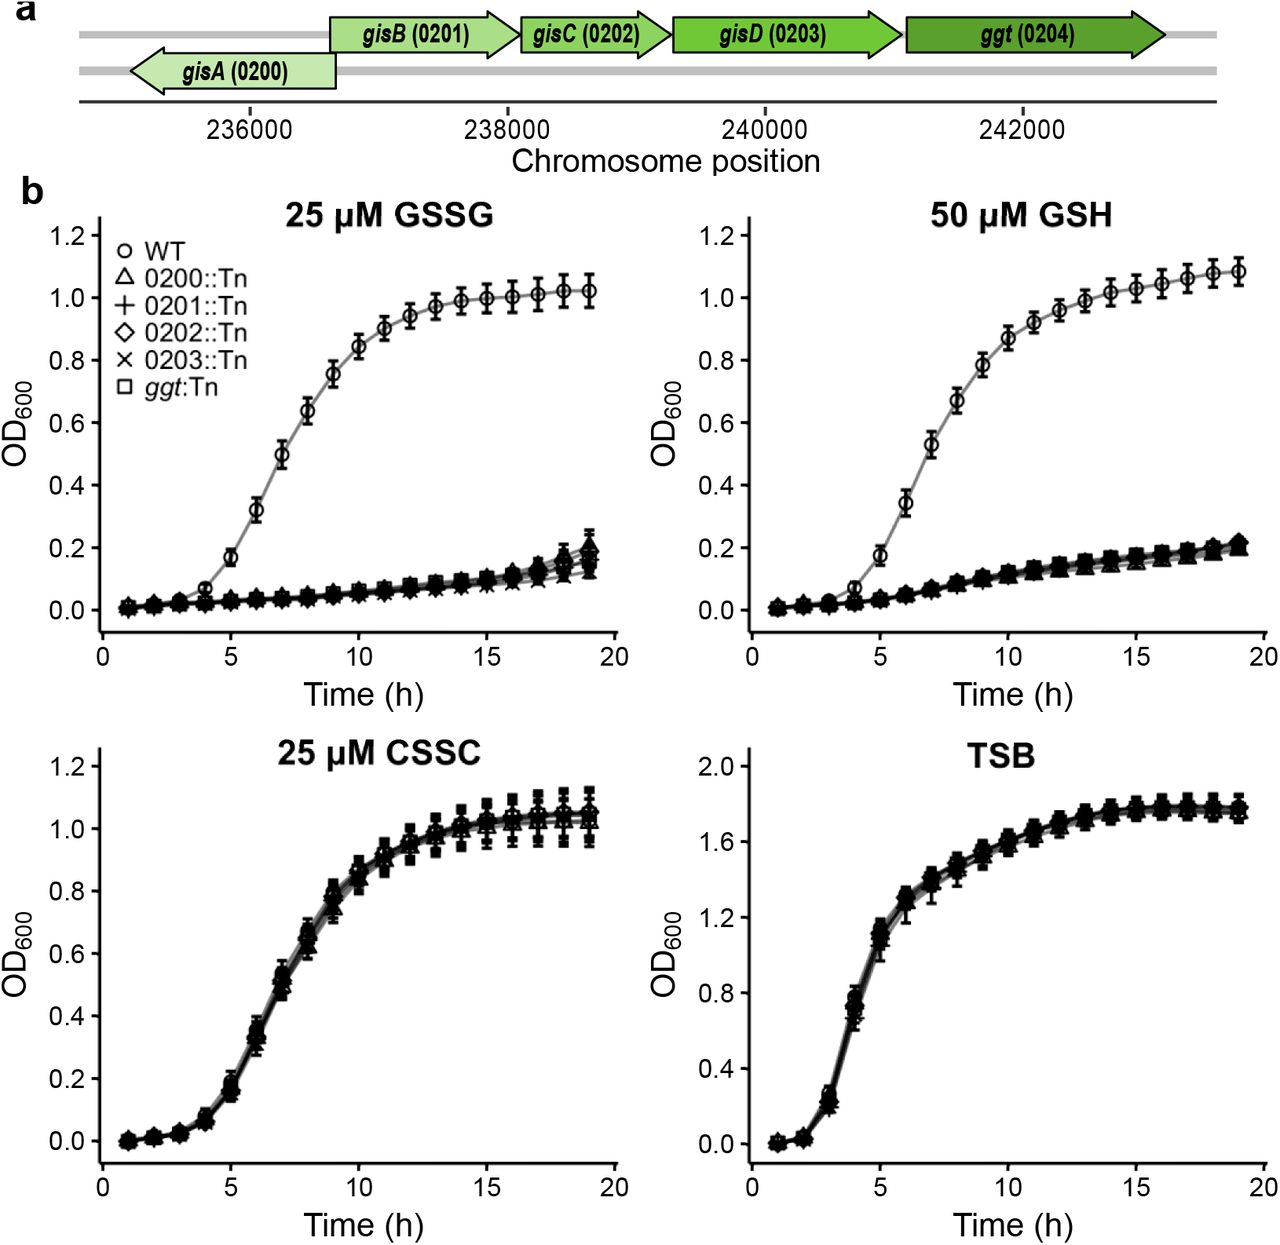 a
gisB (0201) gisC (0202) gisD (0203) ggt (0204)
gisA (0200)
236000 238000 240000 242000
Chromosome position
b
25 µM GSSG
1.2
1.0
0.8
0.6
0.4
0.2
0.0
OD600
WT
0200::Tn
0201::Tn
0202::Tn
0203::Tn
ggt:Tn
0 5 10 15 20
Time (h)
50 µM GSH
1.2
1.0
0.8
0.6
0.4
0.2
0.0
OD600
0 5 10 15 20
Time (h)
25 µM CSSC
1.2
1.0
0.8
0.6
0.4
0.2
0.0
OD600
0 5 10 15 20
Time (h)
TSB
2.0
1.6
1.2
0.8
0.4
0.0
OD600
0 5 10 15 20
Time (h)